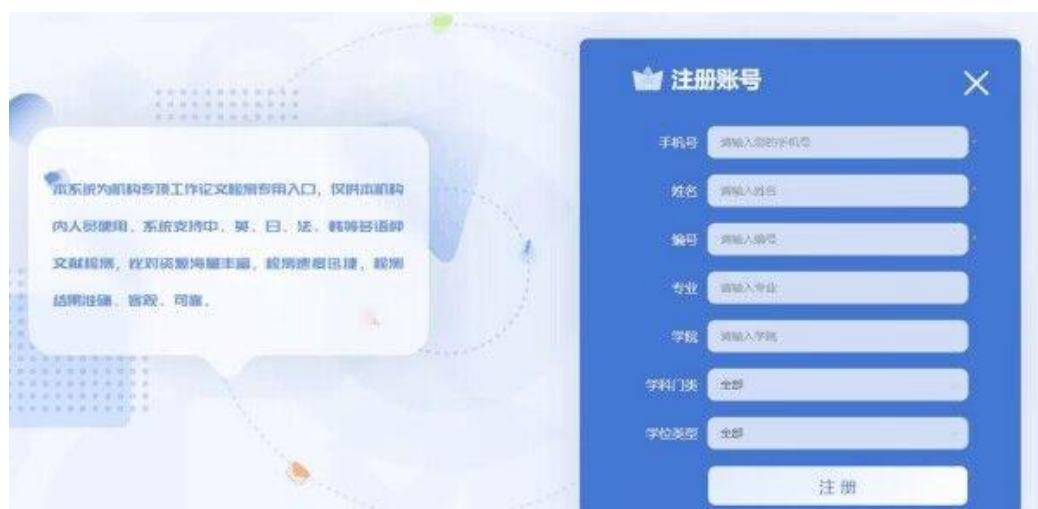 注册账号
手机号 请输入您的手机号
姓名 请输入姓名
编号 请输入编号
专业 请输入专业
学院 请输入学院
学科门类 全部
学位类型 全部
注册
本系统为机构专项工作论文检测专用入口，仅供本机构
内人员使用。系统支持中、英、日、法、韩等多语种
文献检测，比对资源海量丰富，检测速度迅捷，检测
结果准确、客观、可靠。